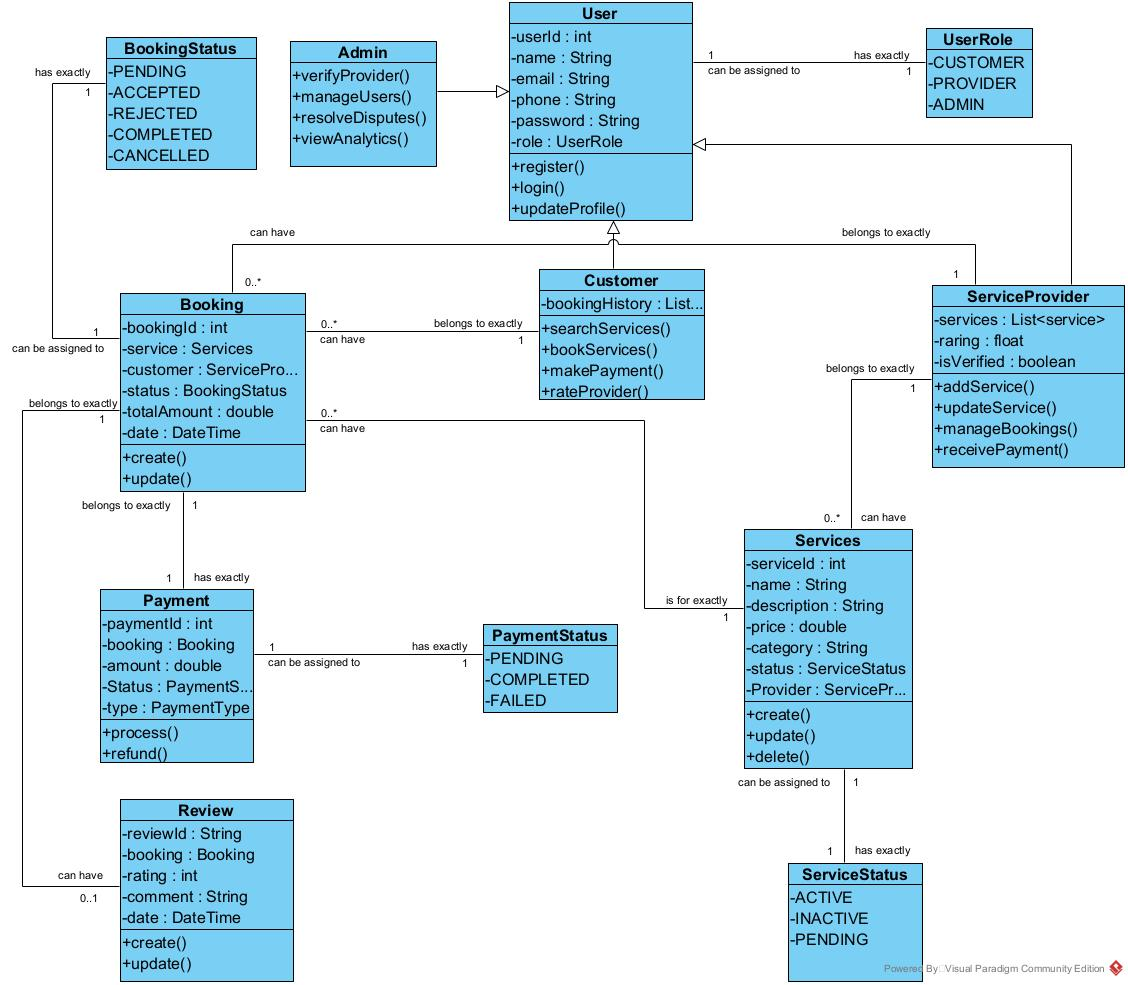 User
-userId : int
-name : String
-email : String
-phone : String
-password : String
-role : UserRole
+register()
+login()
+updateProfile()
BookingStatus
-PENDING
-ACCEPTED
-REJECTED
-COMPLETED
-CANCELLED
Admin
+verifyProvider()
+manageUsers()
+resolveDisputes()
+viewAnalytics()
UserRole
-CUSTOMER
-PROVIDER
-ADMIN
1
can be assigned to
has exactly
1
has exactly
1
1
can be assigned to
can have
0..*
belongs to exactly
1
Booking
-bookingId : int
-service : Services
-customer : ServicePro...
-status : BookingStatus
-totalAmount : double
-date : DateTime
+create()
+update()
0..*
can have
belongs to exactly
1
Customer
-bookingHistory : List...
+searchServices()
+bookServices()
+makePayment()
+rateProvider()
ServiceProvider
-services : List<service>
-raring : float
-isVerified : boolean
+addService()
+updateService()
+manageBookings()
+receivePayment()
belongs to exactly
1
0..*
can have
belongs to exactly
1
0..*
can have
is for exactly
1
belongs to exactly
1
1
has exactly
Services
-serviceId : int
-name : String
-description : String
-price : double
-category : String
-status : ServiceStatus
-Provider : ServicePr...
+create()
+update()
+delete()
Payment
-paymentId : int
-booking : Booking
-amount : double
-Status : PaymentS...
-type : PaymentType
+process()
+refund()
1
can be assigned to
has exactly
1
PaymentStatus
-PENDING
-COMPLETED
-FAILED
can be assigned to
1
1
has exactly
Review
-reviewId : String
-booking : Booking
-rating : int
-comment : String
-date : DateTime
+create()
+update()
can have
0..1
ServiceStatus
-ACTIVE
-INACTIVE
-PENDING
Powered By Visual Paradigm Community Edition